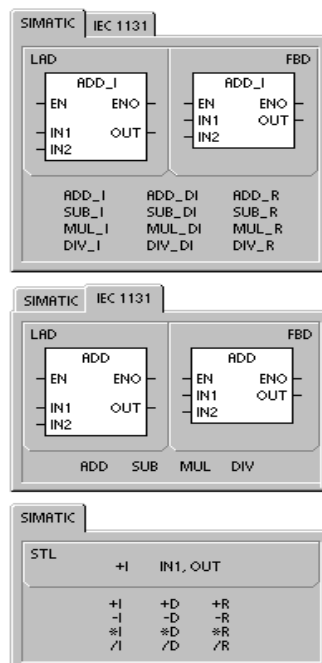 SIMATIC IEC 1131
LAD FBD
ADD_I ADD_I
EN ENO EN ENO
IN1 OUT IN1 OUT
IN2 IN2
ADD_I ADD_DI ADD_R
SUB_I SUB_DI SUB_R
MUL_I MUL_DI MUL_R
DIV_I DIV_DI DIV_R
SIMATIC IEC 1131
LAD FBD
ADD ADD
EN ENO EN ENO
IN1 OUT IN1 OUT
IN2 IN2
ADD SUB MUL DIV
SIMATIC
STL
+I IN1, OUT
+I +D +R
-I -D -R
*I *D *R
/I /D /R